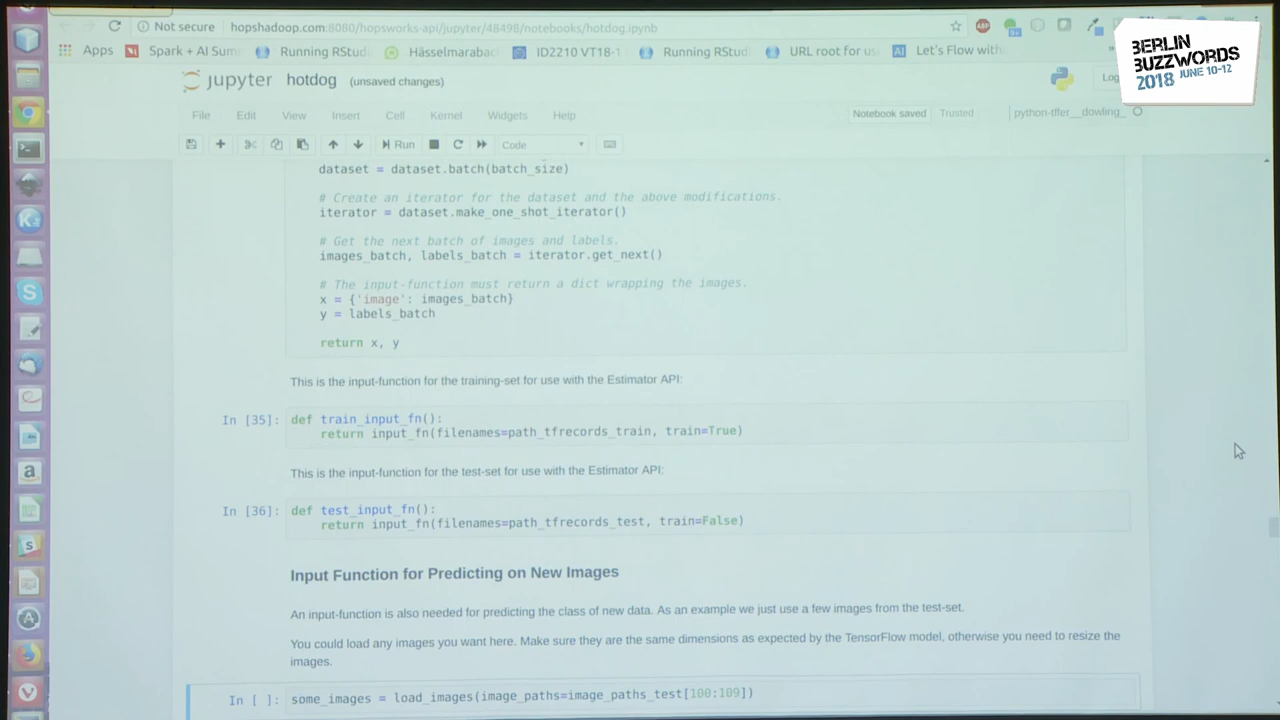 Not secure hopshadoop.com:8080/hopsworks-api/jupyter/48498/notebooks/hotdog.ipynb
Apps Spark + AI Sum Running RStudi Hässelmarabac ID2210 VT18-1 Running RStudi URL root for us Let's Flow with
BERLIN
BUZZWORDS
2018 JUNE 10-12
jupyter hotdog (unsaved changes)
Log
File Edit View Insert Cell Kernel Widgets Help
Notebook saved Trusted python-tffer__dowling_
Run Code
dataset = dataset.batch(batch_size)
# Create an iterator for the dataset and the above modifications.
iterator = dataset.make_one_shot_iterator()
# Get the next batch of images and labels.
images_batch, labels_batch = iterator.get_next()
# The input-function must return a dict wrapping the images.
x = {'image': images_batch}
y = labels_batch
return x, y
This is the input-function for the training-set for use with the Estimator API:
In [35]: def train_input_fn():
return input_fn(filenames=path_tfrecords_train, train=True)
This is the input-function for the test-set for use with the Estimator API:
In [36]: def test_input_fn():
return input_fn(filenames=path_tfrecords_test, train=False)
Input Function for Predicting on New Images
An input-function is also needed for predicting the class of new data. As an example we just use a few images from the test-set.
You could load any images you want here. Make sure they are the same dimensions as expected by the TensorFlow model, otherwise you need to resize the
images.
In [ ]: some_images = load_images(image_paths=image_paths_test[100:109])